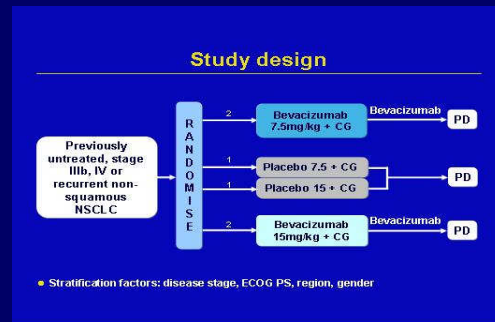 Study design
Previously
untreated, stage
IIIb, IV or
recurrent non-
squamous
NSCLC
R
A
N
D
O
M
I
S
E
2
Bevacizumab
7.5mg/kg + CG
Bevacizumab
PD
1
Placebo 7.5 + CG
1
Placebo 15 + CG
PD
2
Bevacizumab
15mg/kg + CG
Bevacizumab
PD
Stratification factors: disease stage, ECOG PS, region, gender